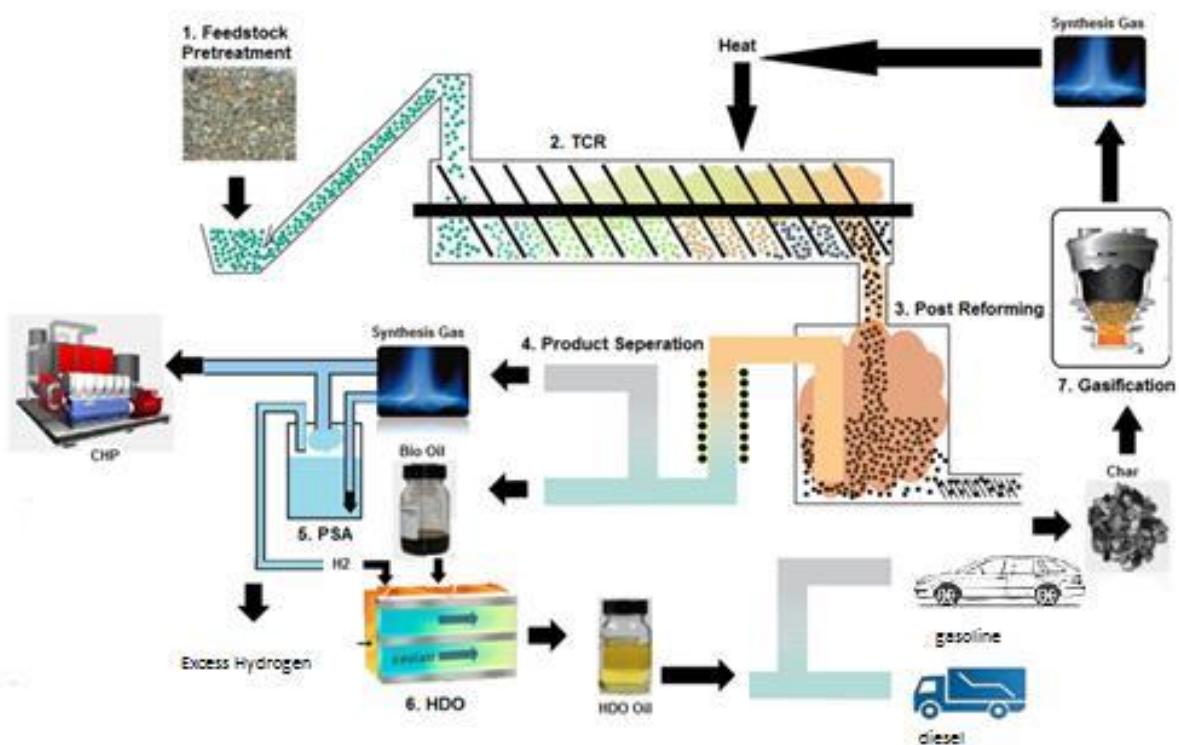 1. Feedstock
Pretreatment
Heat
Synthesis Gas
2. TCR
3. Post Reforming
Synthesis Gas
4. Product Seperation
7. Gasification
CHP
Bio Oil
Char
5. PSA
H2
gasoline
Excess Hydrogen
coolant
6. HDO
HDO Oil
diesel